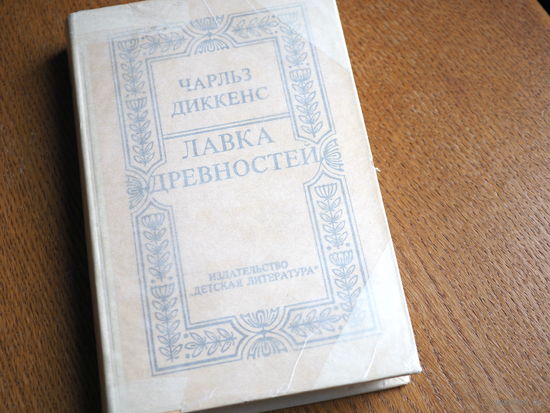 ЧАРЛЬЗ
ДИККЕНС
ЛАВКА
ДРЕВНОСТЕЙ
ИЗДАТЕЛЬСТВО
„ДЕТСКАЯ ЛИТЕРАТУРА“